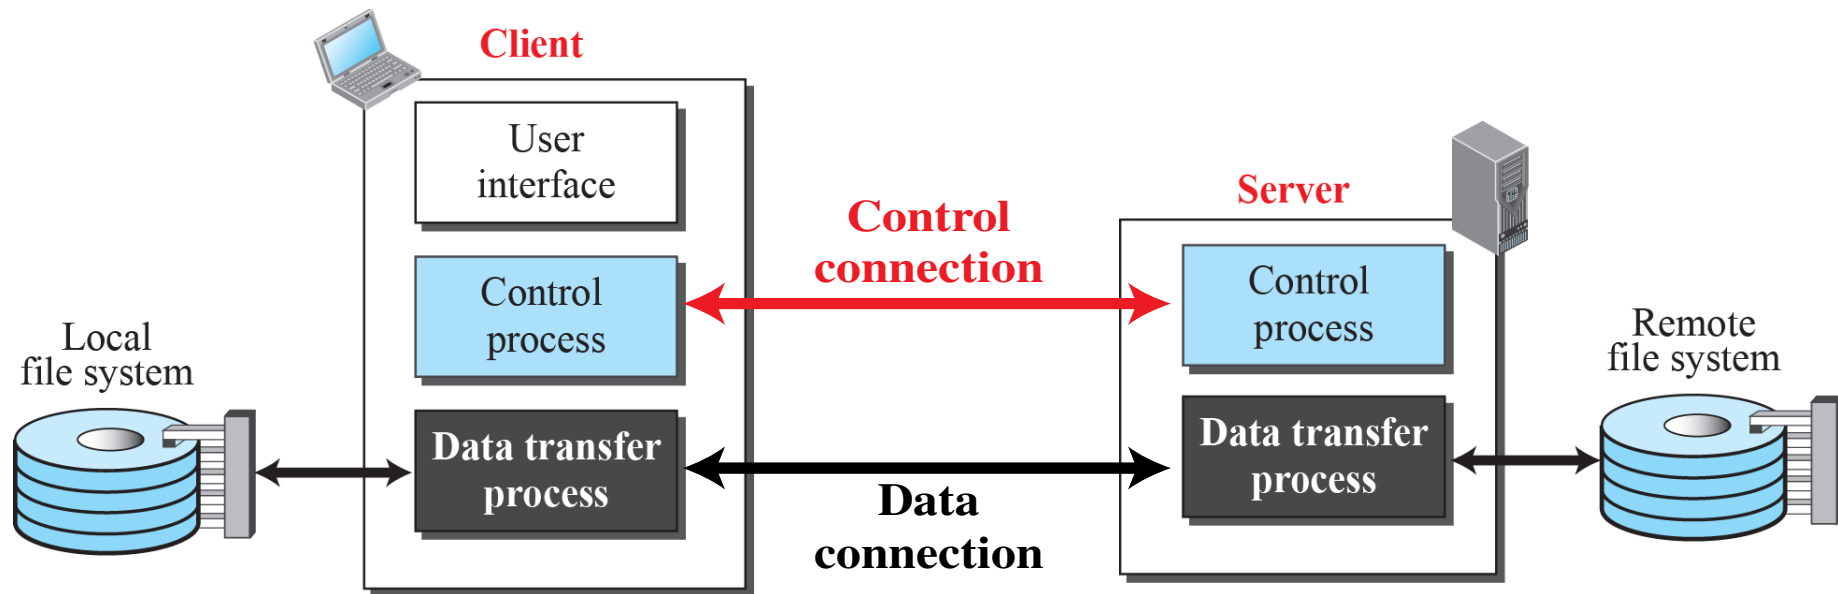 Client
User
interface
Control
process
Data transfer
process
Local
file system
Control
connection
Data
connection
Server
Control
process
Data transfer
process
Remote
file system